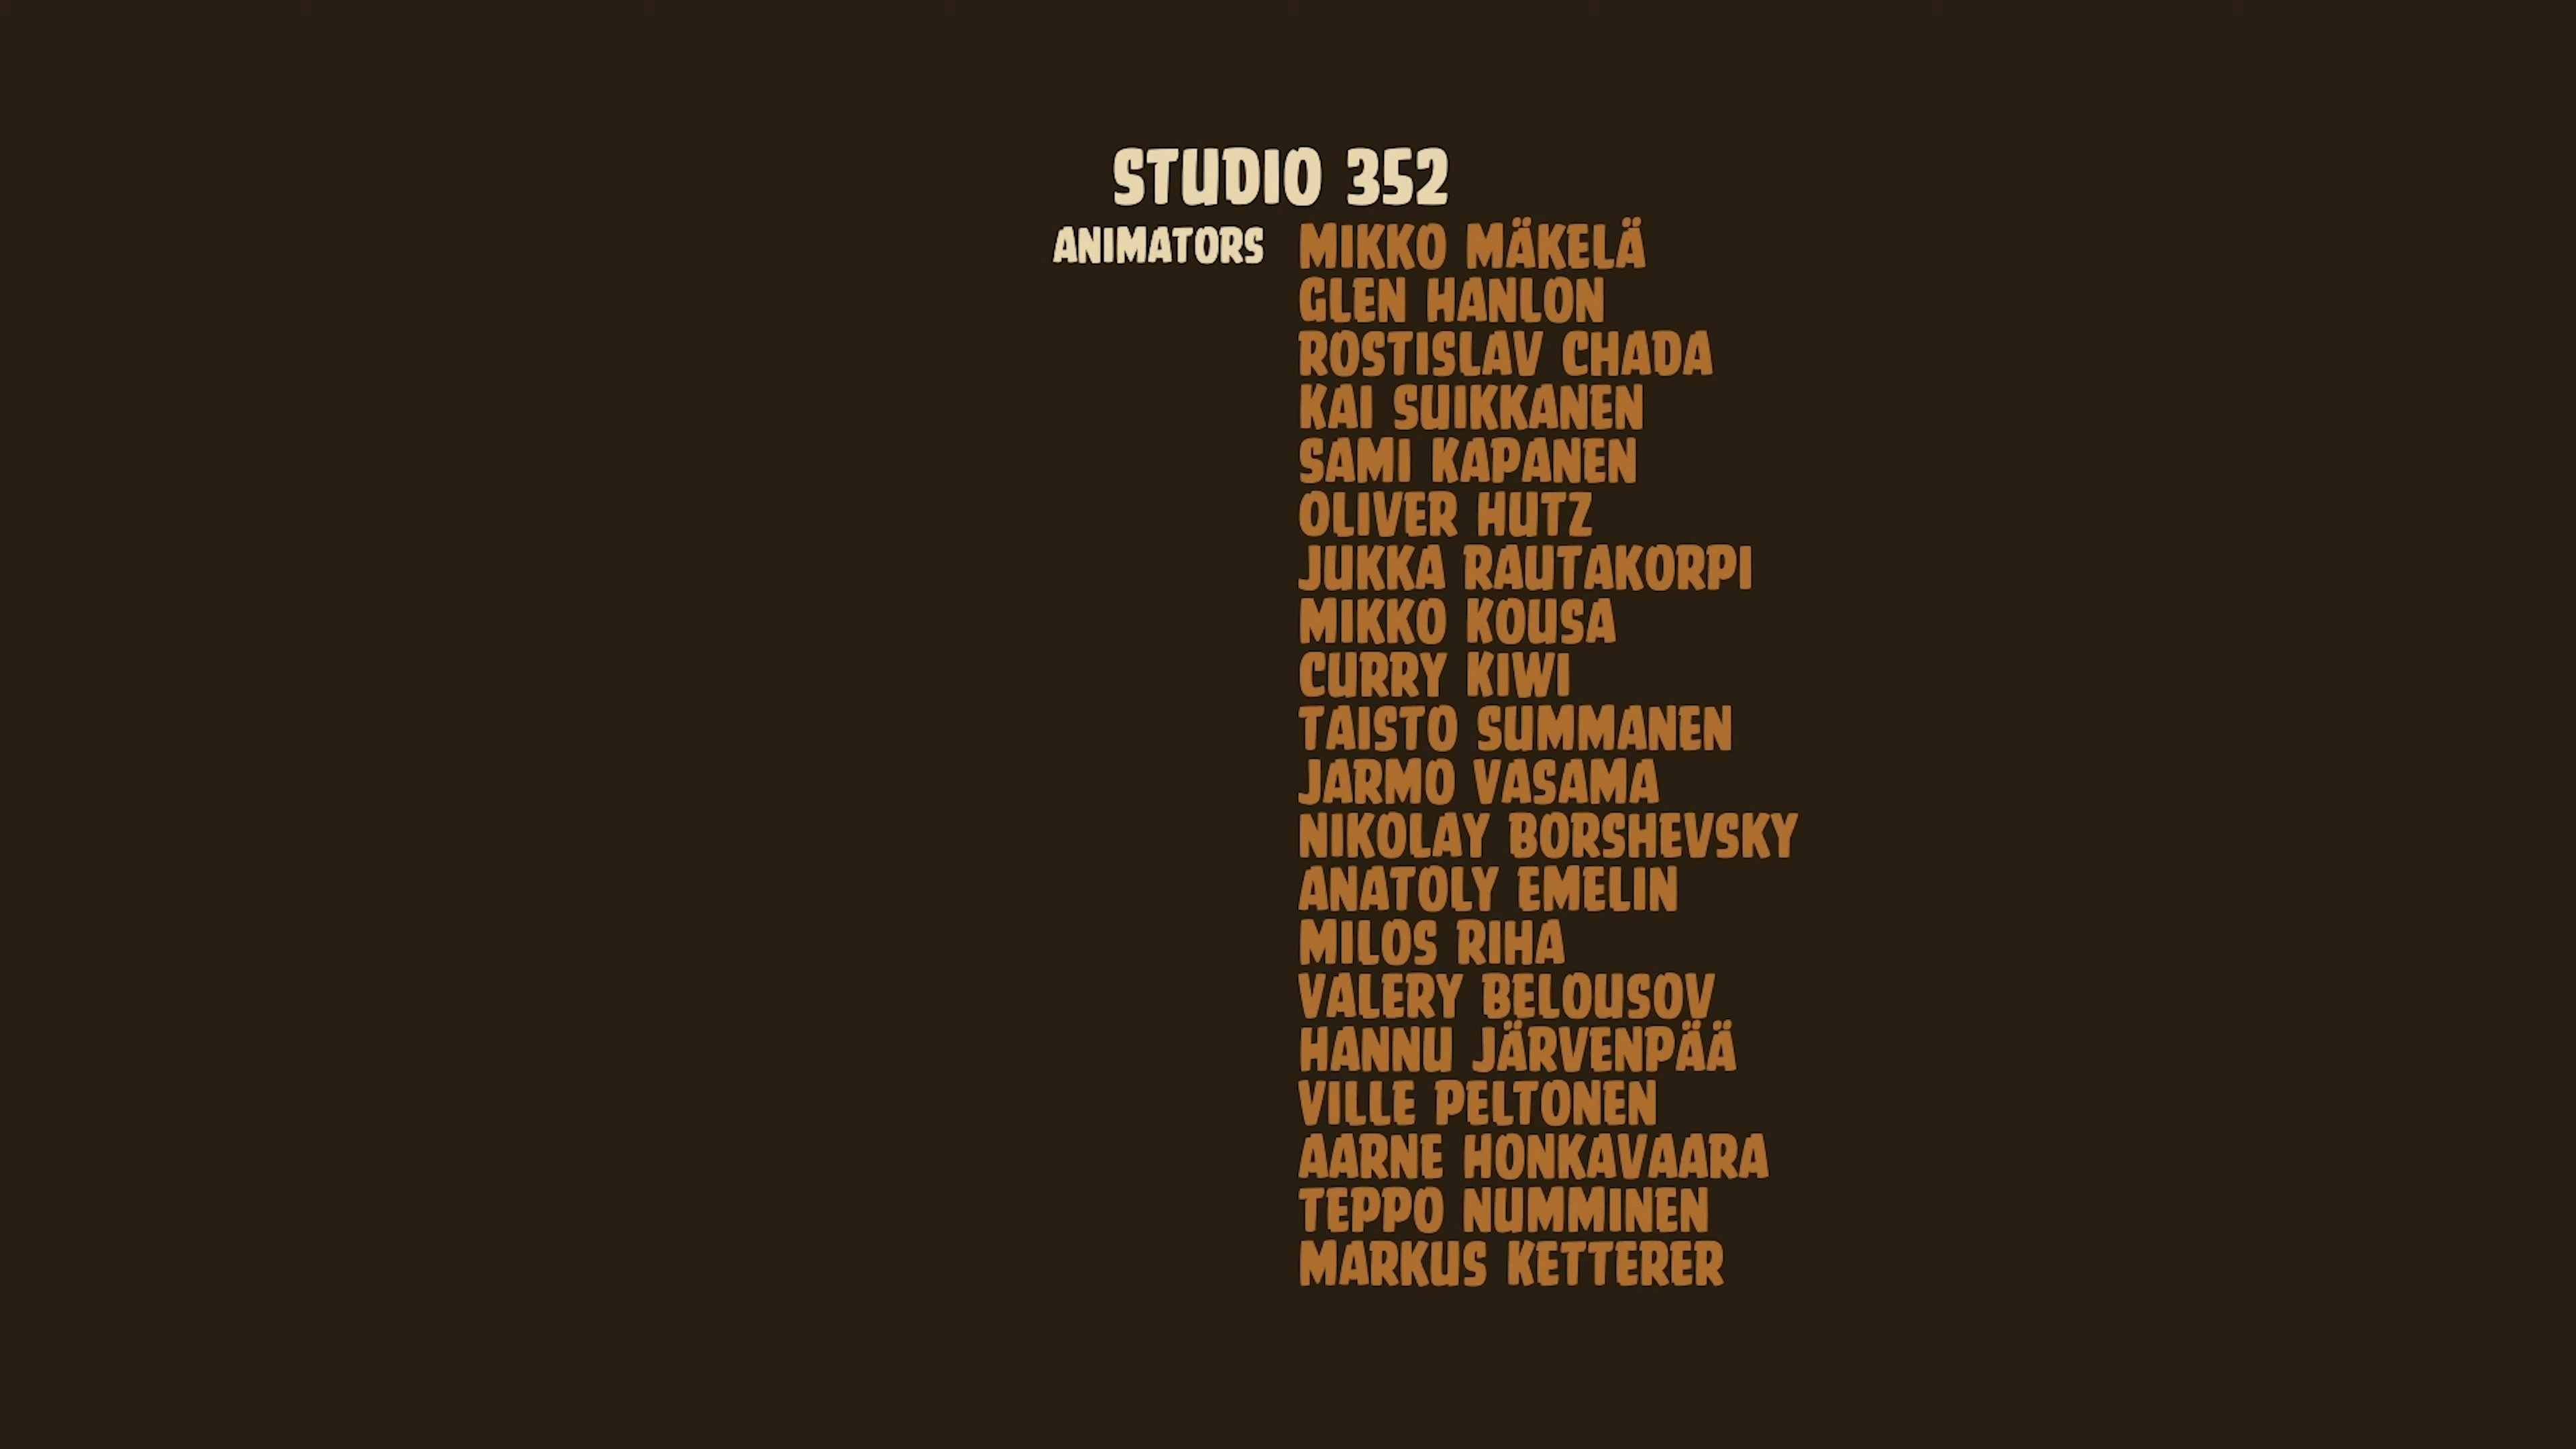 STUDIO 352
ANIMATORS MIKKO MÄKELÄ
GLEN HANLON
ROSTISLAV CHADA
KAI SUIKKANEN
SAMI KAPANEN
OLIVER HUTZ
JUKKA RAUTAKORPI
MIKKO KOUSA
CURRY KIWI
TAISTO SUMMANEN
JARMO VASAMA
NIKOLAY BORSHEVSKY
ANATOLY EMELIN
MILOS RIHA
VALERY BELOUSOV
HANNU JÄRVENPÄÄ
VILLE PELTONEN
AARNE HONKAVAARA
TEPPO NUMMINEN
MARKUS KETTERER